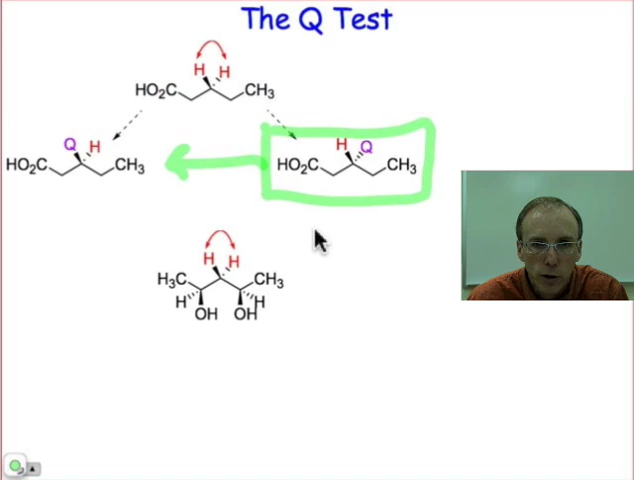 The Q Test
H H
HO₂C CH₃
Q H
HO₂C CH₃
H Q
HO₂C CH₃
H H
H₃C CH₃
H H
OH OH